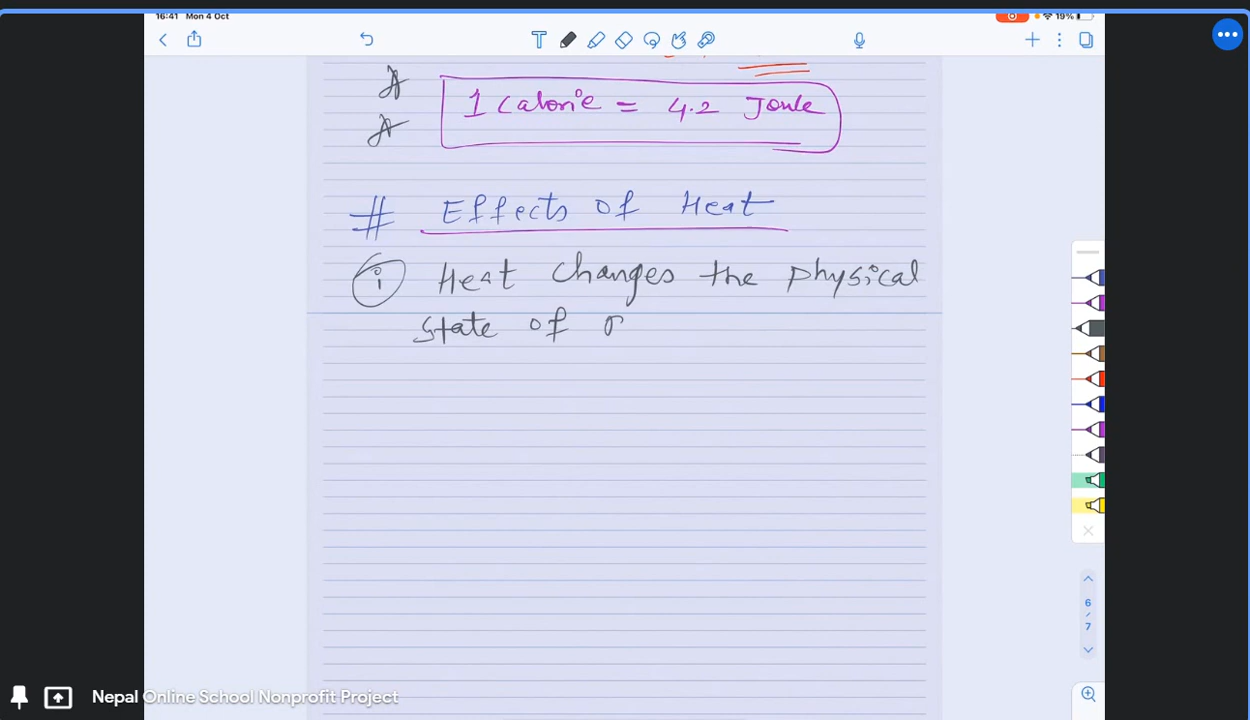 16:41 Mon 4 Oct
19%
1 Calorie = 4.2 Joule
# Effects of Heat
i Heat changes the physical
state of
6
/
7
Nepal Online School Nonprofit Project